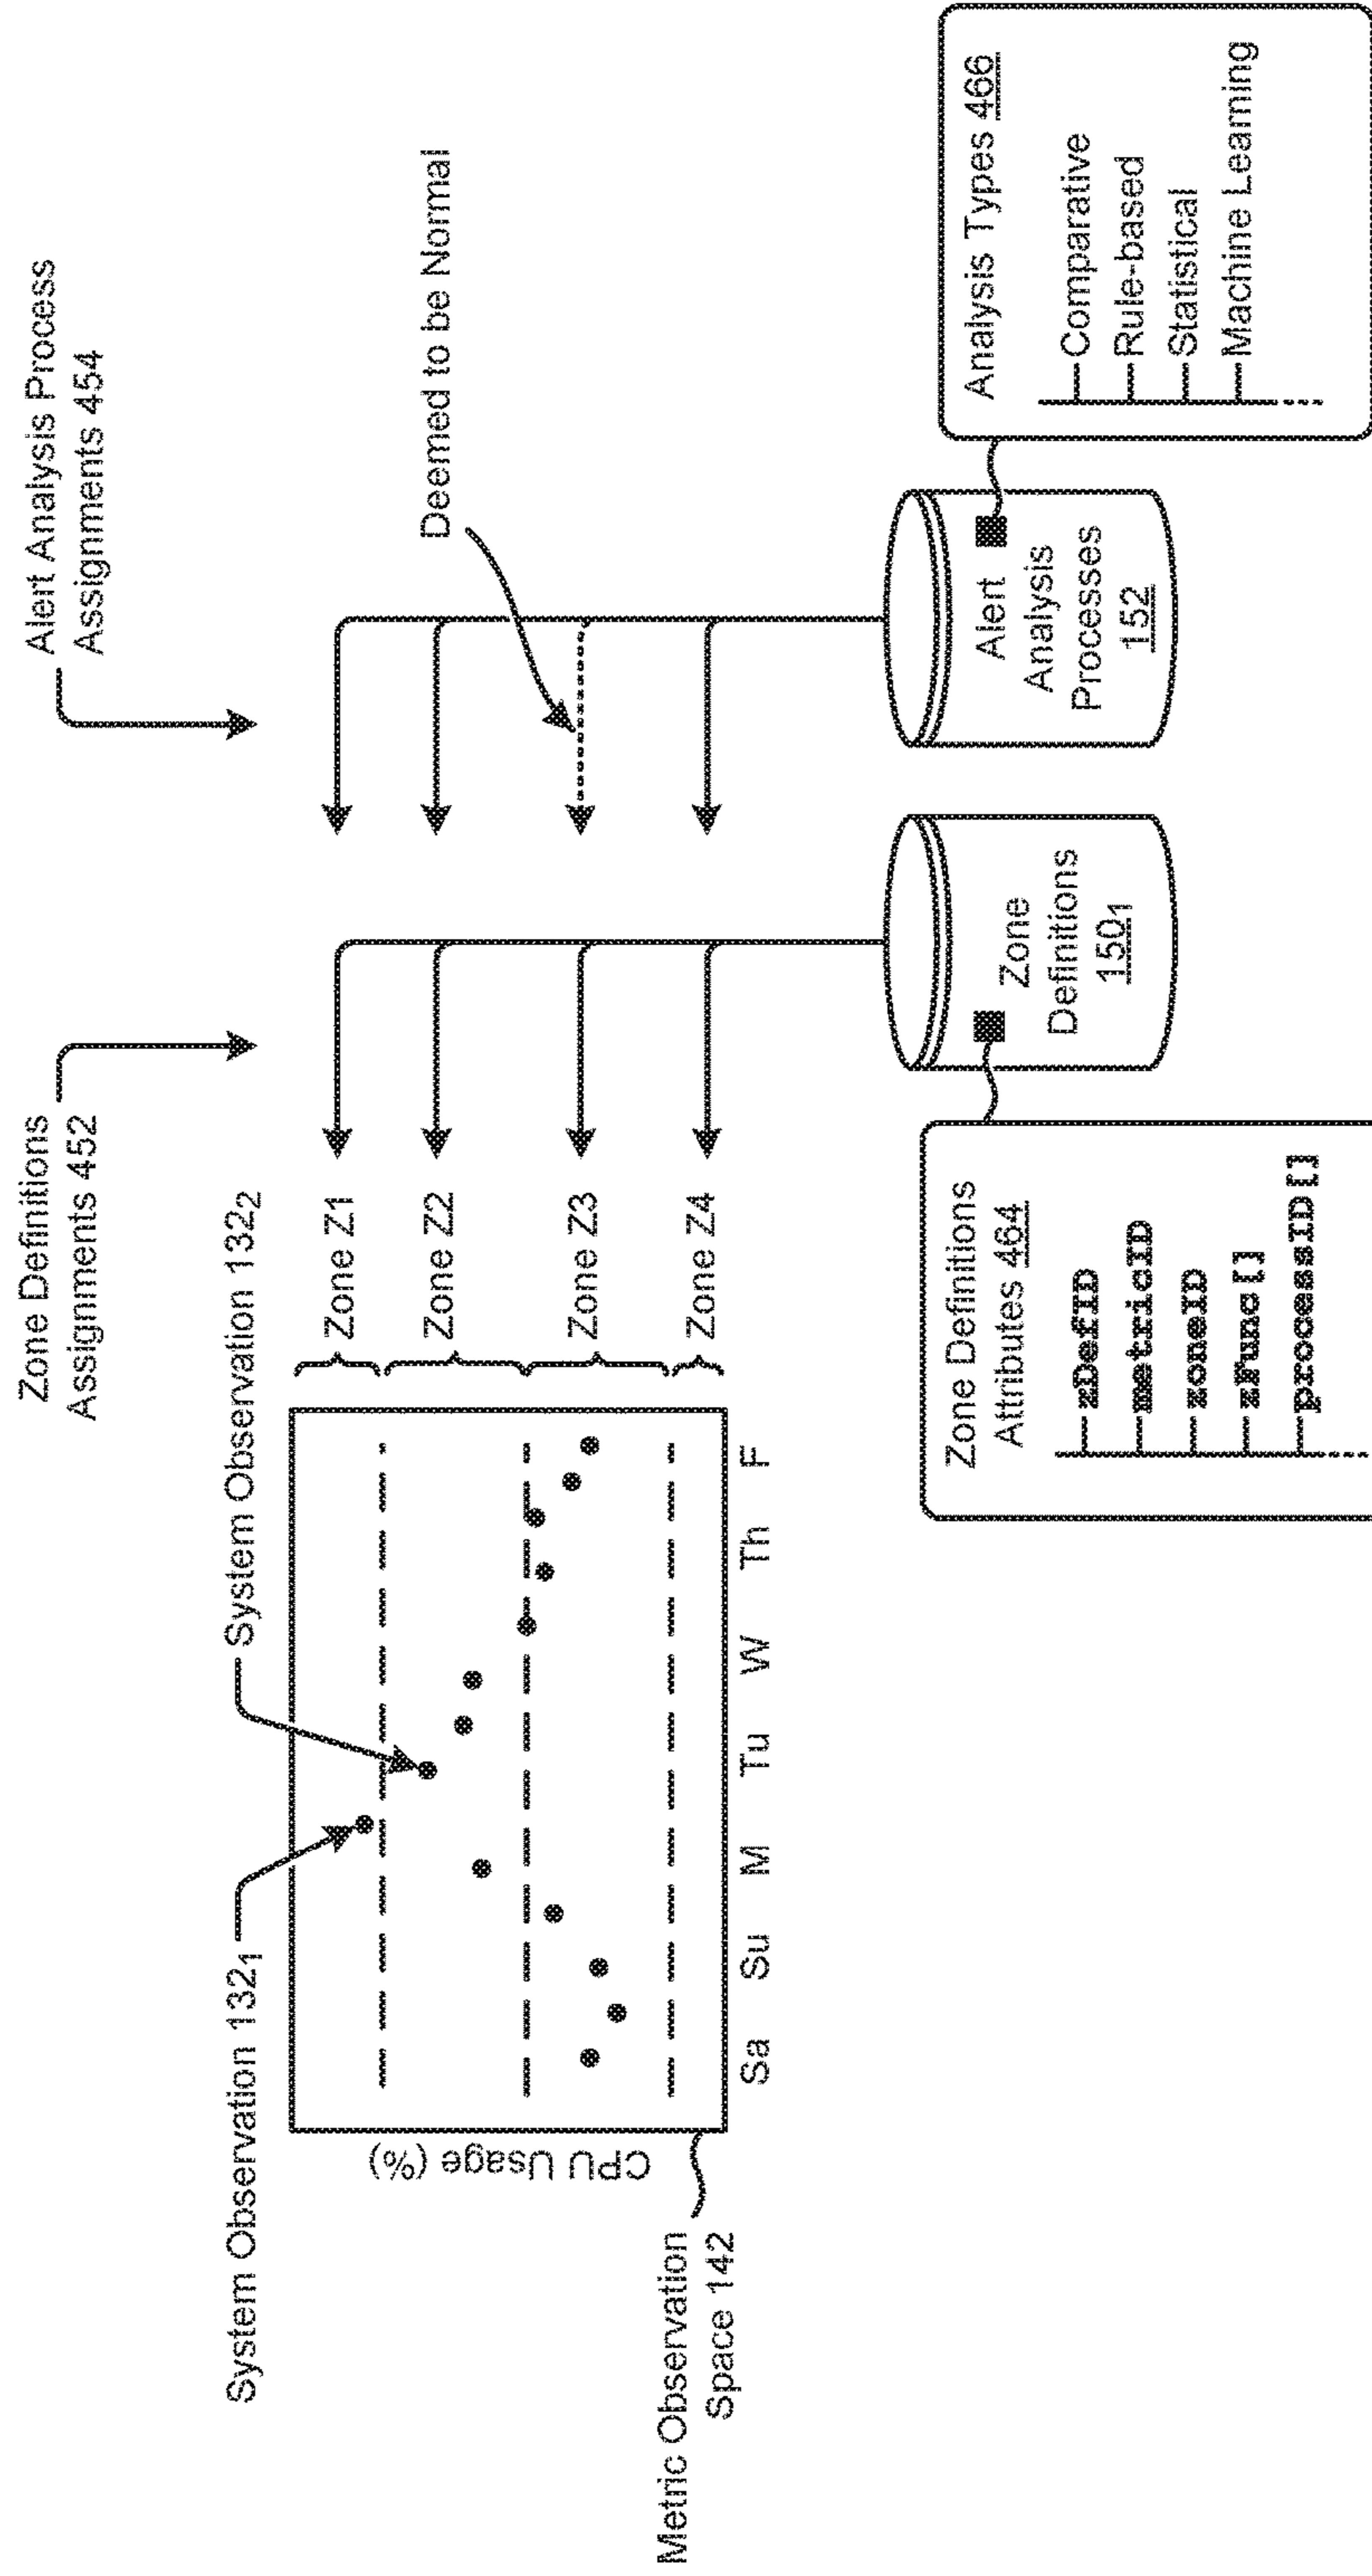 Zone Definitions
Assignments 452
Alert Analysis Process
Assignments 454
System Observation 132₁
System Observation 132₂
Deemed to be Normal
CPU Usage (%)
Zone Z1
Zone Z2
Zone Z3
Zone Z4
Sa Su M Tu W Th F
Metric Observation
Space 142
Zone Definitions
Attributes 464
zDefID
metricID
zoneID
zFunc[]
processID[]
Zone
Definitions
150₁
Alert
Analysis
Processes
152
Analysis Types 466
Comparative
Rule-based
Statistical
Machine Learning